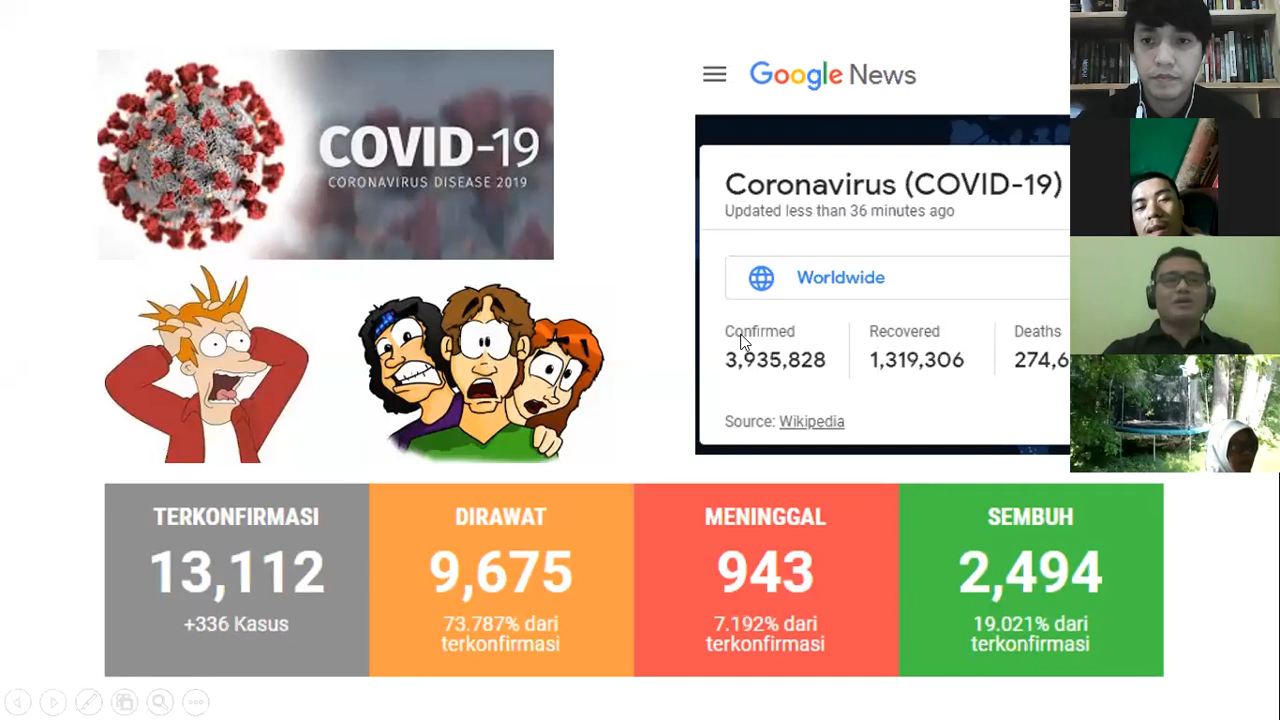 COVID-19
CORONAVIRUS DISEASE 2019
Google News
Coronavirus (COVID-19)
Updated less than 36 minutes ago
Worldwide
Confirmed
3,935,828
Recovered
1,319,306
Deaths
274,6
Source: Wikipedia
TERKONFIRMASI
13,112
+336 Kasus
DIRAWAT
9,675
73.787% dari
terkonfirmasi
MENINGGAL
943
7.192% dari
terkonfirmasi
SEMBUH
2,494
19.021% dari
terkonfirmasi